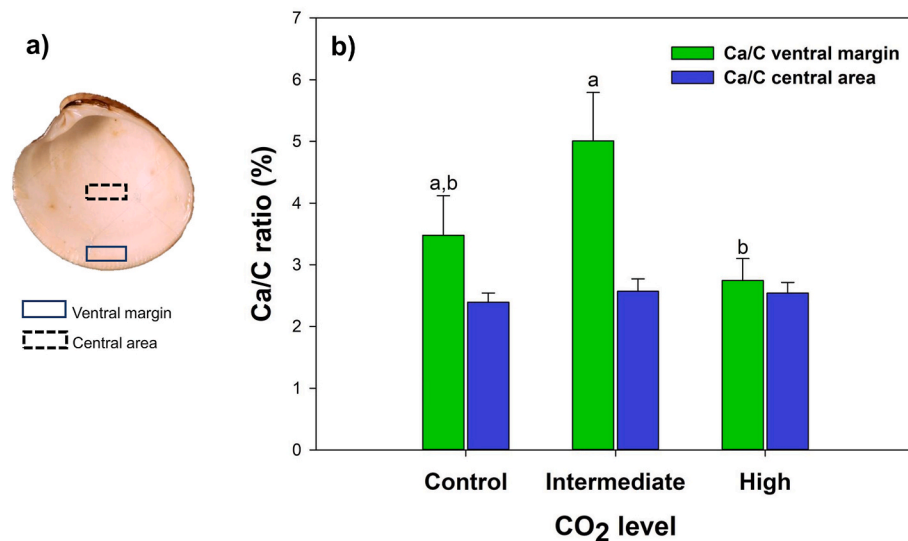 a)
Ventral margin
Central area
b)
Ca/C ventral margin
Ca/C central area
Ca/C ratio (%)
7
6
5
4
3
2
1
0
a,b
a
b
Control Intermediate High
CO₂ level